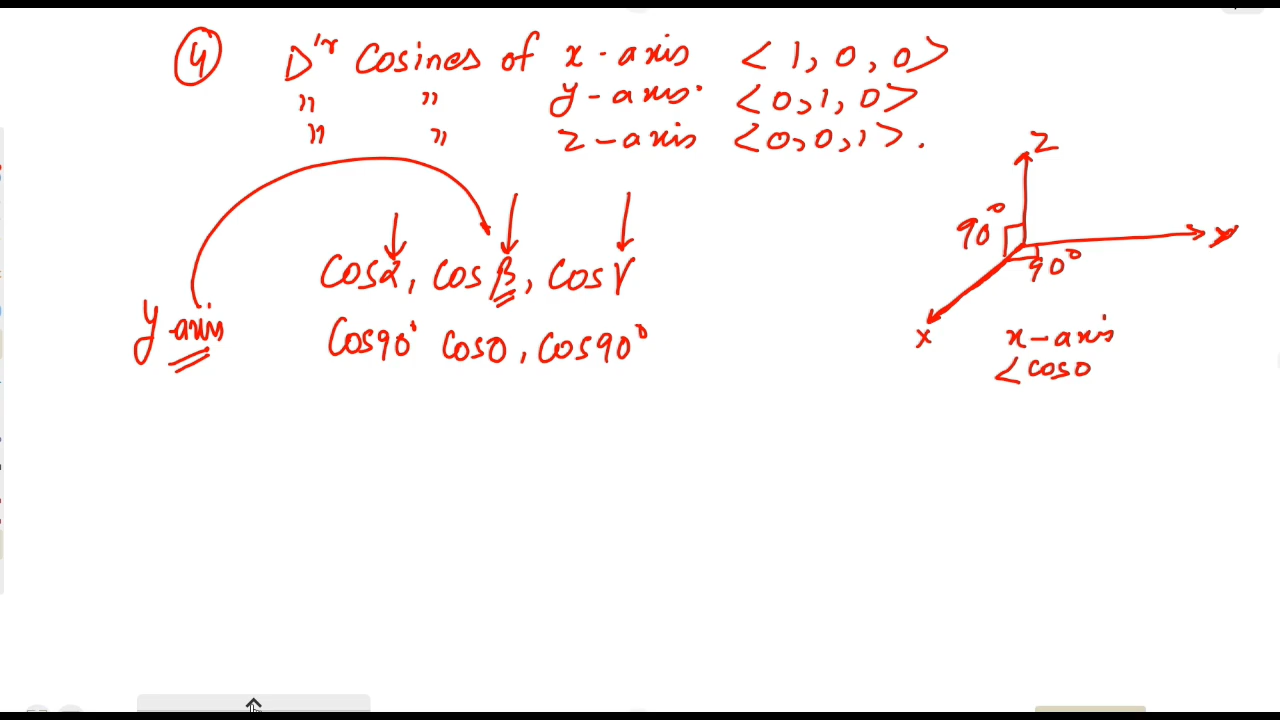 ④ D'r Cosines of x-axis < 1, 0, 0 >
" " y-axis <0,1,0>
" " z-axis <0,0,1>.
Z
90°
y
90°
x
cosα, cosβ, cosγ
y-axis
cos90° cos0, cos90°
x-axis
< cos0